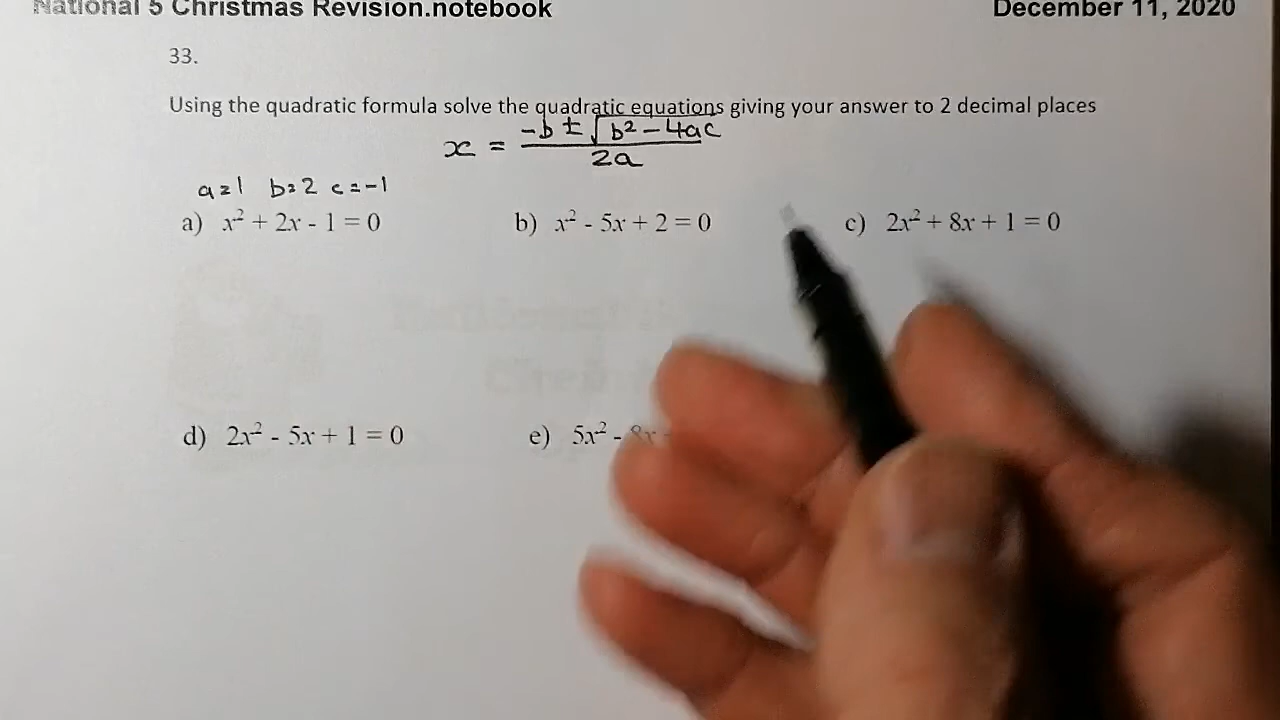 National 5 Christmas Revision.notebook December 11, 2020
33.
Using the quadratic formula solve the quadratic equations giving your answer to 2 decimal places
x = -b ± √b² - 4ac
2a
a=1 b=2 c=-1
a) x² + 2x - 1 = 0 b) x² - 5x + 2 = 0 c) 2x² + 8x + 1 = 0
d) 2x² - 5x + 1 = 0 e) 5x² - 8x